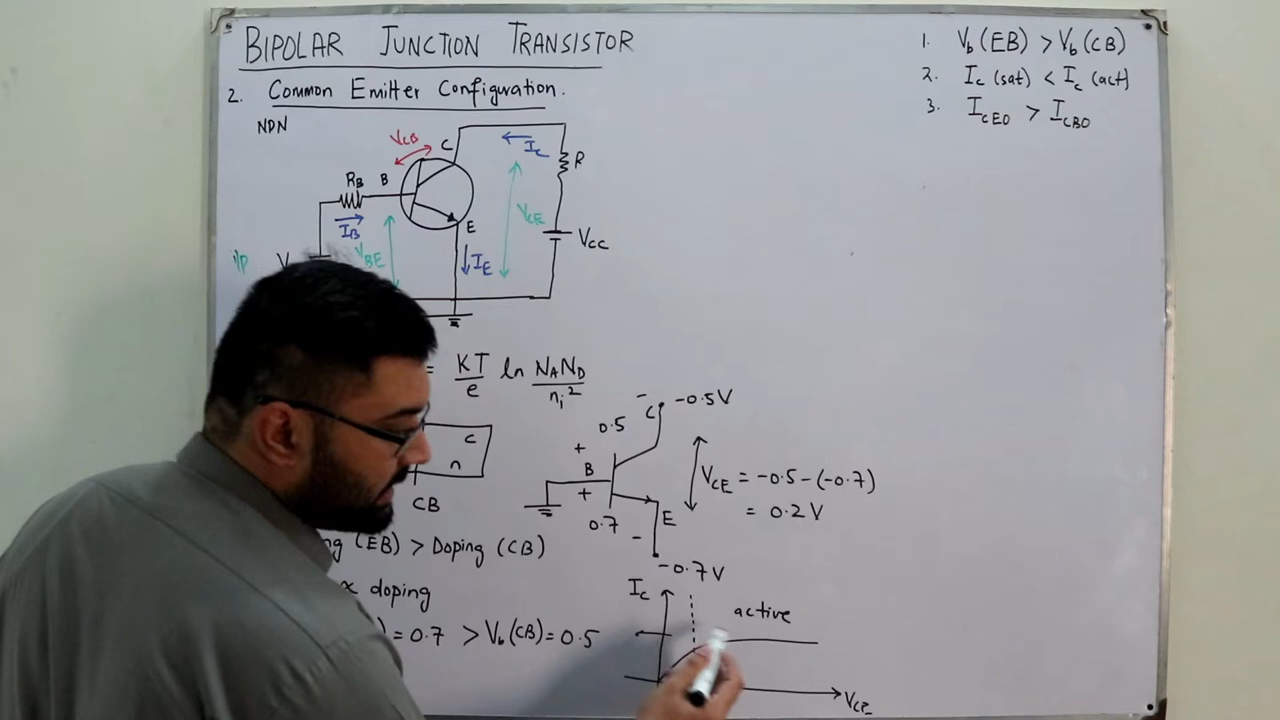 BIPOLAR JUNCTION TRANSISTOR
2. Common Emitter Configuration.
NDN
VCB
C
IC
R
RB
B
IB
VCE
E
IE
VBE
VCC
I/P
V
1. Vb (EB) > Vb (CB)
2. Ic (sat) < Ic (act)
3. ICEO > ICBO
= KT/e ln NAND/ni²
C
n
CB
ng (EB) > Doping (CB)
∝ doping
) = 0.7 > Vb (CB) = 0.5
- C -0.5V
0.5
+
B
+
0.7
-
E
-0.7V
VCE = -0.5-(-0.7)
= 0.2V
Ic
active
VCE